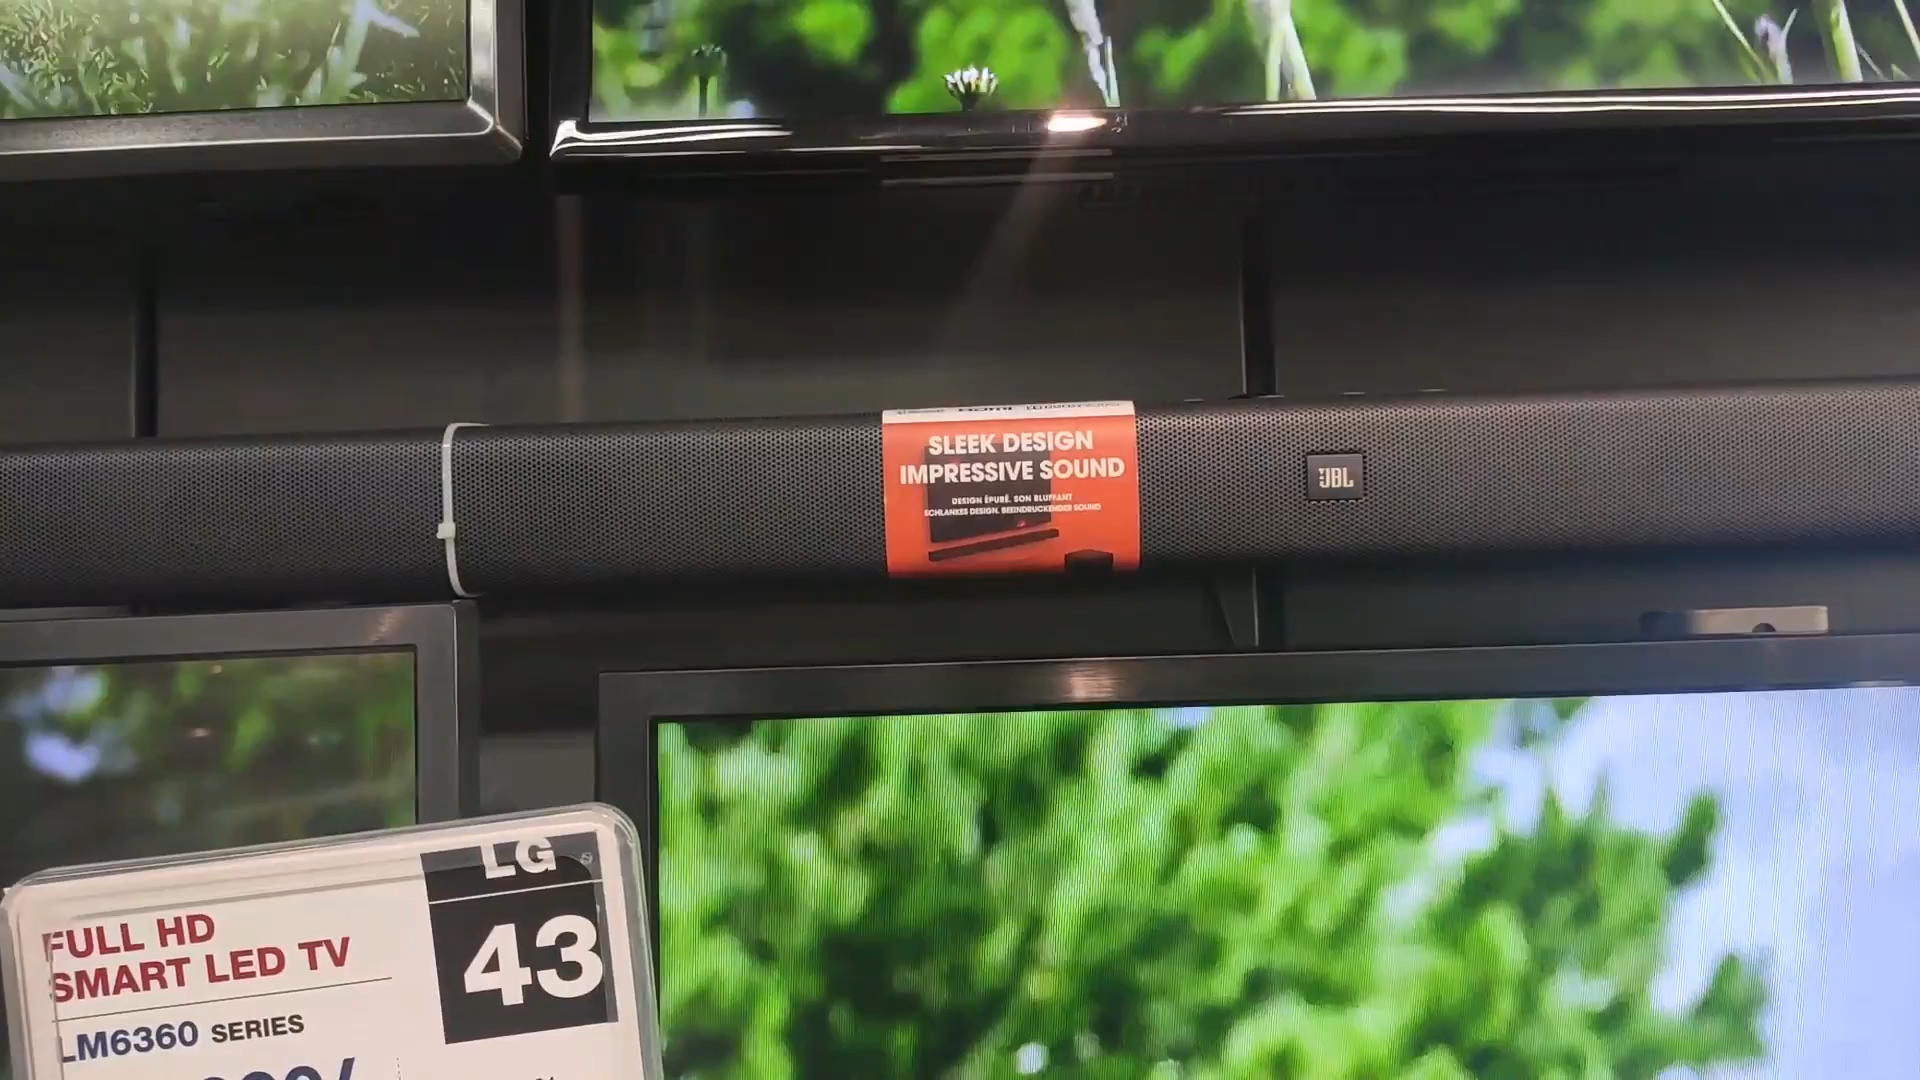 HDMI
SLEEK DESIGN
IMPRESSIVE SOUND
DESIGN ÉPURÉ. SON BLUFFANT
SCHLANKES DESIGN. BEEINDRUCKENDER SOUND
JBL
LG
43
FULL HD
SMART LED TV
LM6360 SERIES